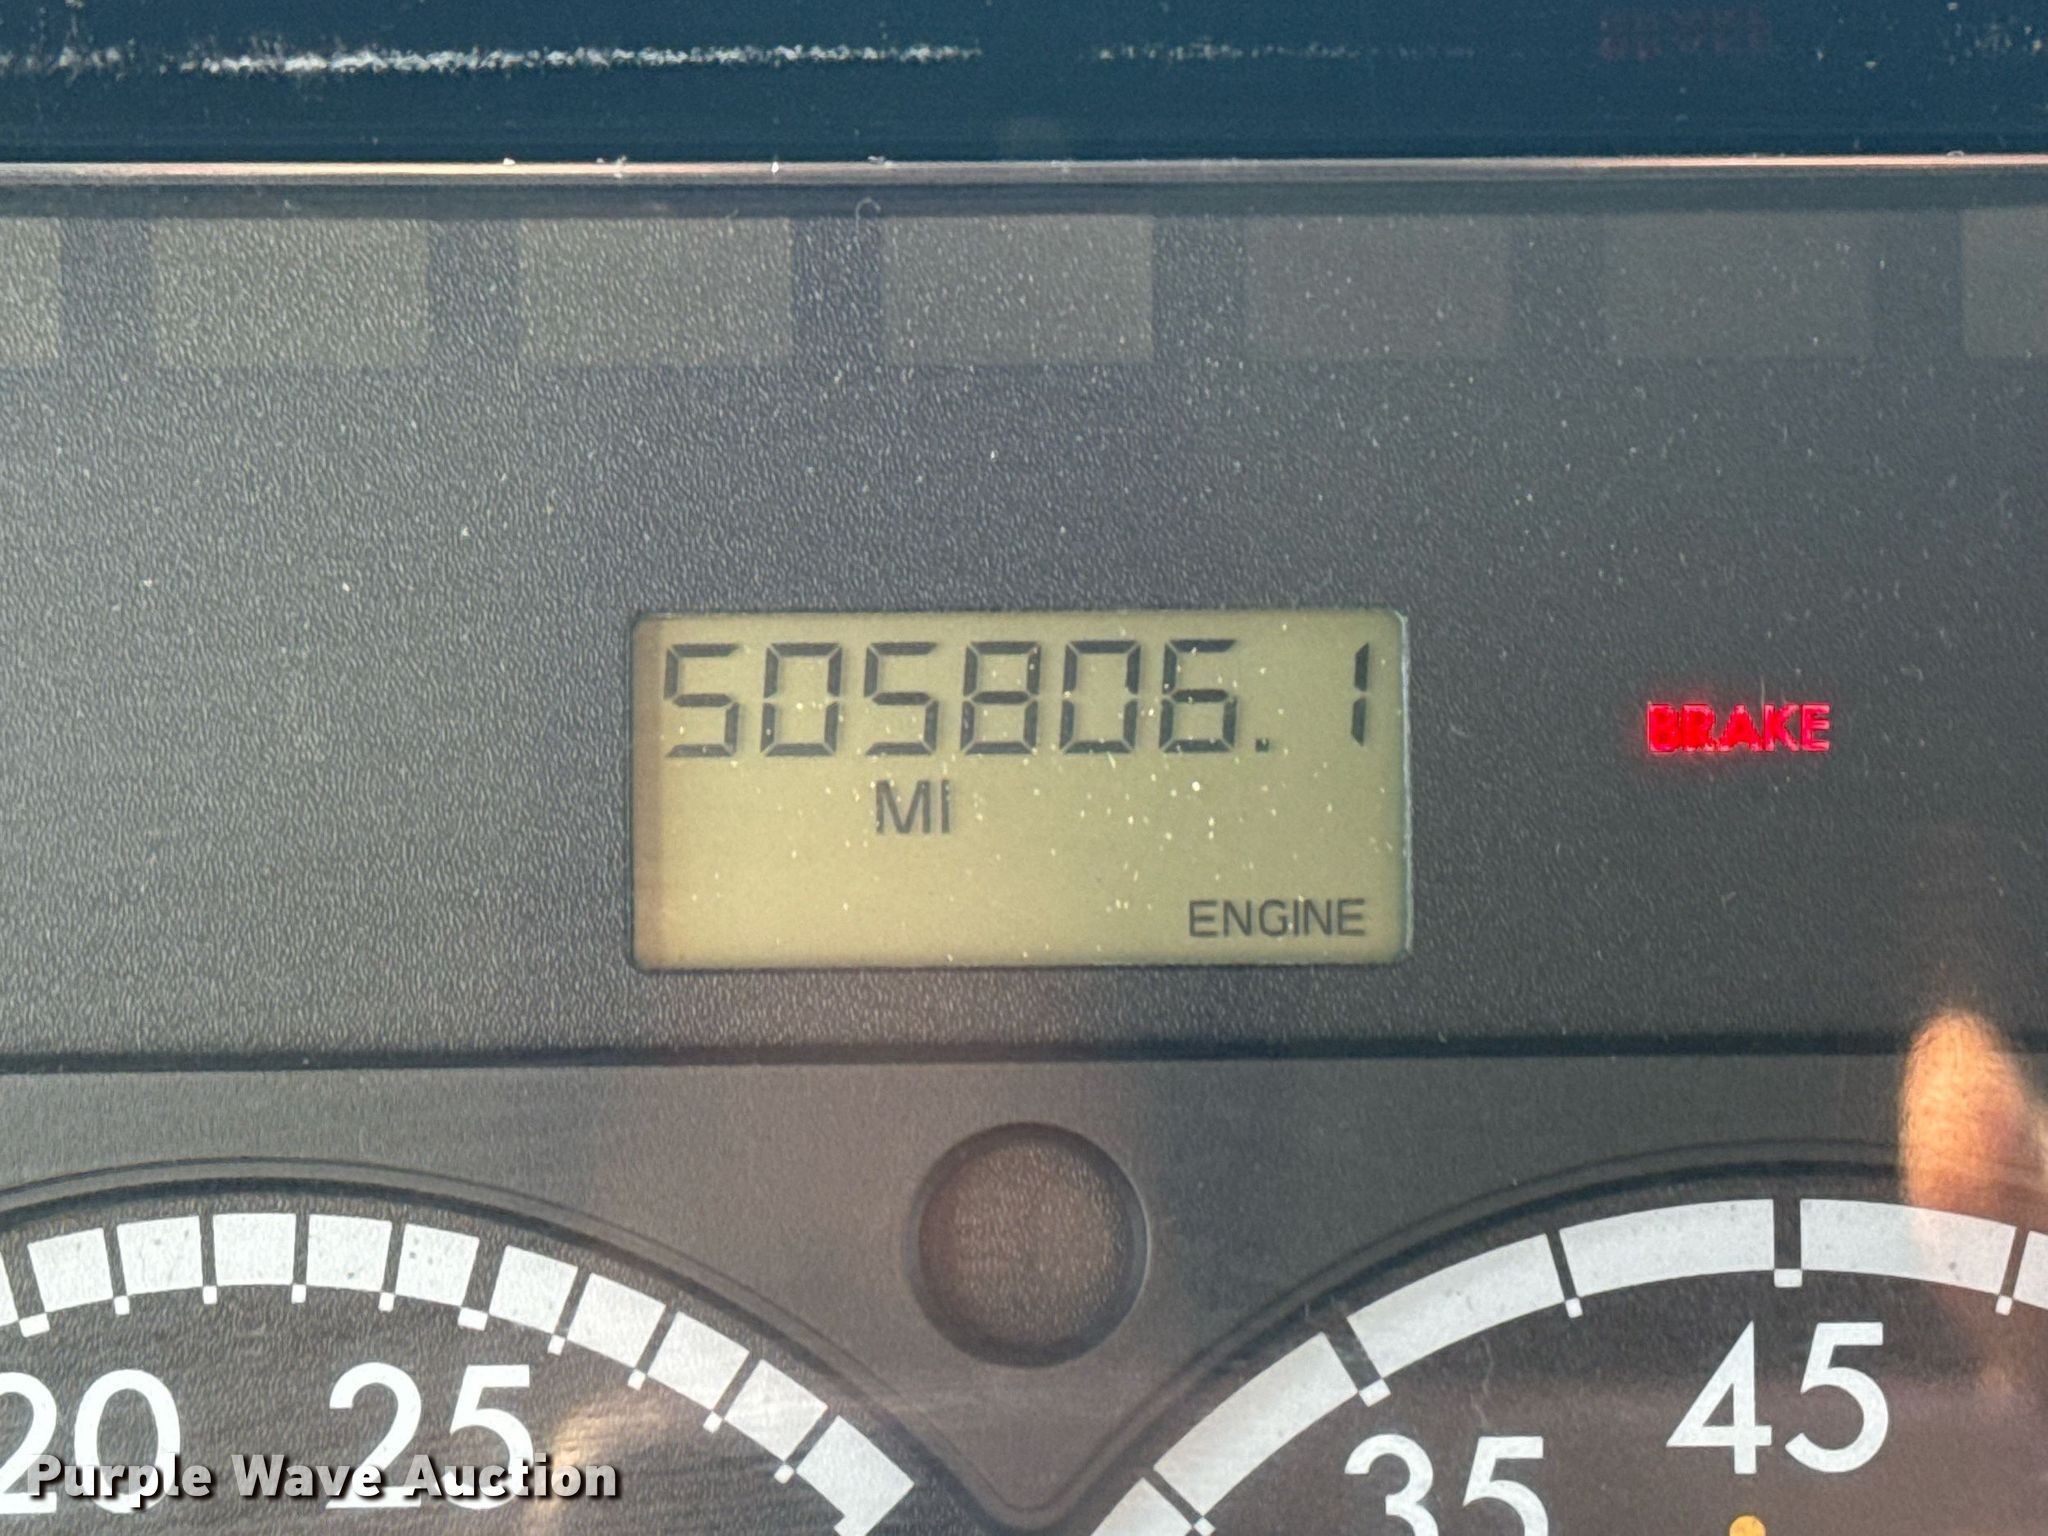 505806.1
MI
ENGINE
BRAKE
20
25
35
45
Purple Wave Auction